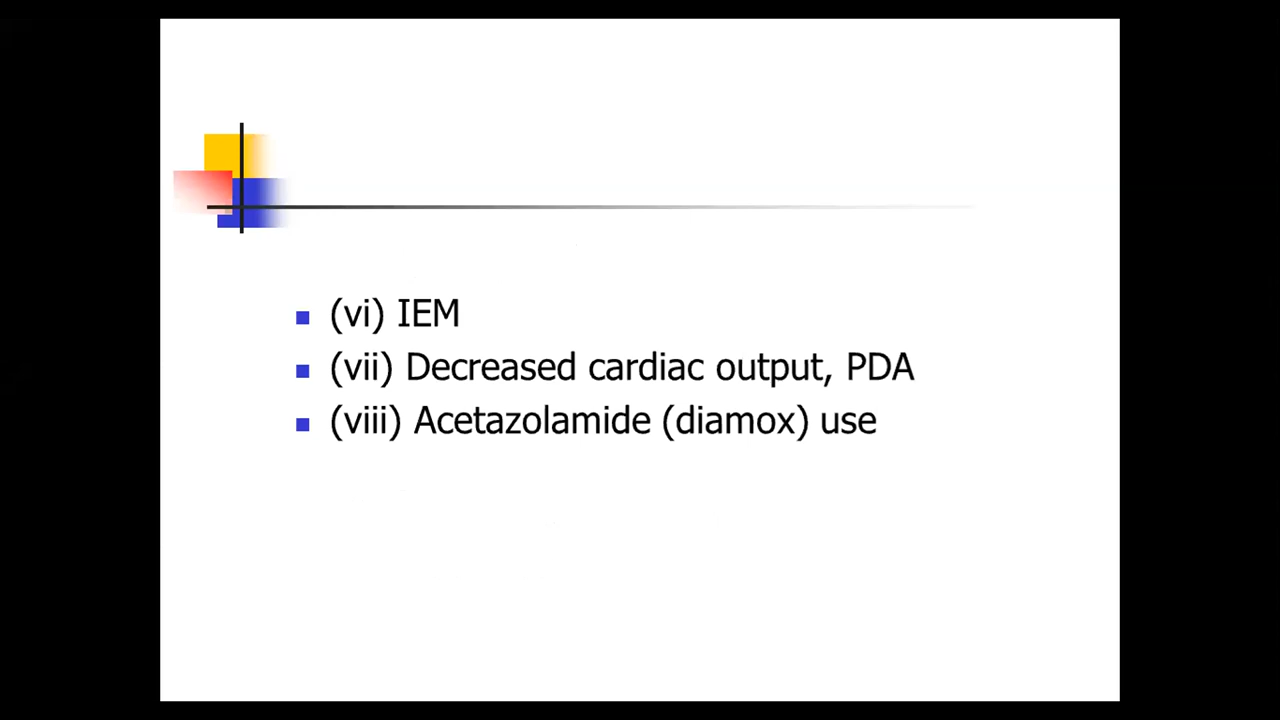 (vi) IEM
(vii) Decreased cardiac output, PDA
(viii) Acetazolamide (diamox) use